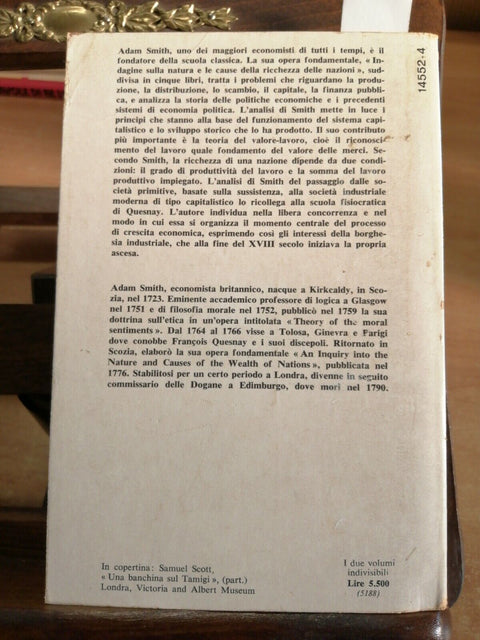 Adam Smith, uno dei maggiori economisti di tutti i tempi, è il
fondatore della scuola classica. La sua opera fondamentale, « In-
dagine sulla natura e le cause della ricchezza delle nazioni », sud-
divisa in cinque libri, tratta i problemi che riguardano la produ-
zione, la distribuzione, lo scambio, il capitale, la finanza pubbli-
ca, e analizza la storia delle politiche economiche e i precedenti
sistemi di economia politica. L'analisi di Smith mette in luce i
principi che stanno alla base del funzionamento del sistema capi-
talistico e lo sviluppo storico che lo ha prodotto. Il suo contributo
più importante è la teoria del valore-lavoro, cioè il riconosci-
mento del lavoro quale fondamento del valore delle merci. Se-
condo Smith, la ricchezza di una nazione dipende da due condi-
zioni: il grado di produttività del lavoro e la somma del lavoro
produttivo impiegato. L'analisi di Smith del passaggio dalle so-
cietà primitive, basate sulla sussistenza, alla società industriale
moderna di tipo capitalistico lo ricollega alla scuola fisiocratica
di Quesnay. L'autore individua nella libera concorrenza e nel
modo in cui essa si organizza il momento centrale del processo
di crescita economica, esprimendo così gli interessi della borghe-
sia industriale, che alla fine del XVIII secolo iniziava la propria
ascesa.
Adam Smith, economista britannico, nacque a Kirkcaldy, in Sco-
zia, nel 1723. Eminente accademico professore di logica a Glasgow
nel 1751 e di filosofia morale nel 1752, pubblicò nel 1759 la sua
dottrina sull'etica in un'opera intitolata « Theory of the moral
sentiments ». Dal 1764 al 1766 visse a Tolosa, Ginevra e Parigi
dove conobbe François Quesnay e i suoi discepoli. Ritornato in
Scozia, elaborò la sua opera fondamentale « An Inquiry into the
Nature and Causes of the Wealth of Nations », pubblicata nel
1776. Stabilitosi per un certo periodo a Londra, divenne in seguito
commissario delle Dogane a Edimburgo, dove morì nel 1790.
In copertina: Samuel Scott,
« Una banchina sul Tamigi », (part.)
Londra, Victoria and Albert Museum
I due volumi
indivisibili
Lire 5.500
(5188)
14552-4